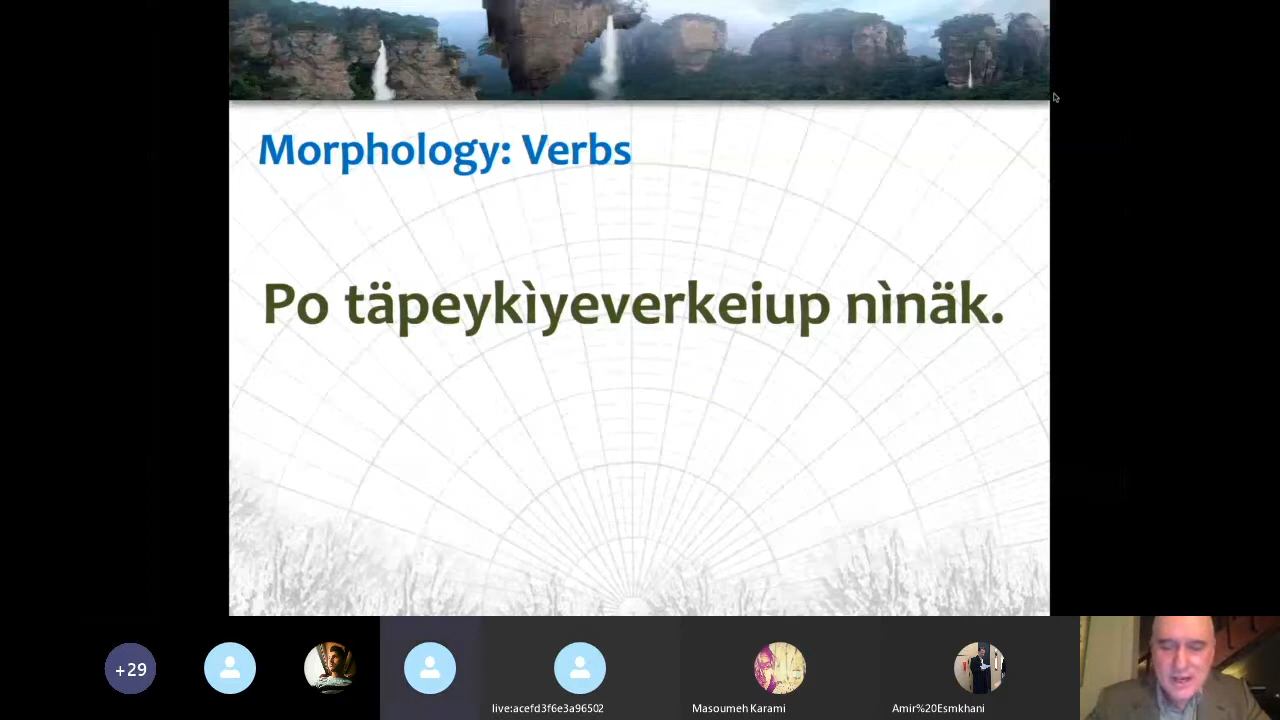 Morphology: Verbs
Po täpeykìyeverkeiup nìnäk.
+29
live:acefd3f6e3a96502
Masoumeh Karami
Amir%20Esmkhani